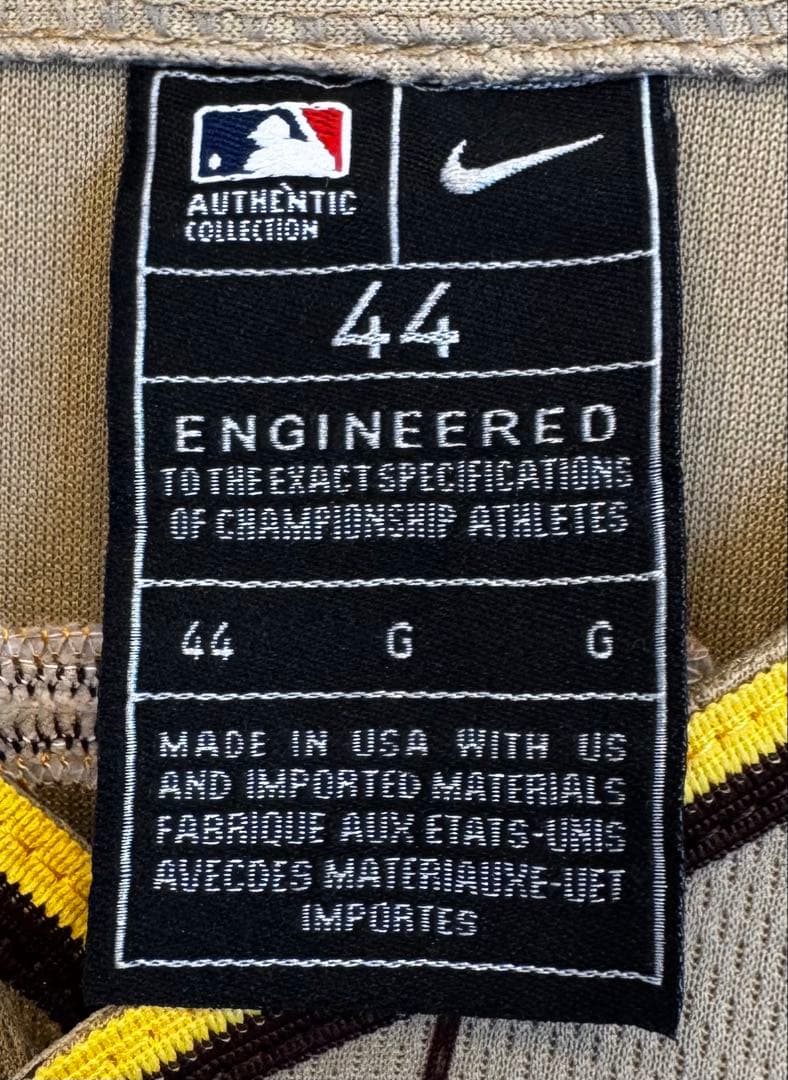 AUTHENTIC
COLLECTION
44
ENGINEERED
TO THE EXACT SPECIFICATIONS
OF CHAMPIONSHIP ATHLETES
44 G G
MADE IN USA WITH US
AND IMPORTED MATERIALS
FABRIQUE AUX ETATS-UNIS
AVECDES MATERIAUXE-UET
IMPORTES